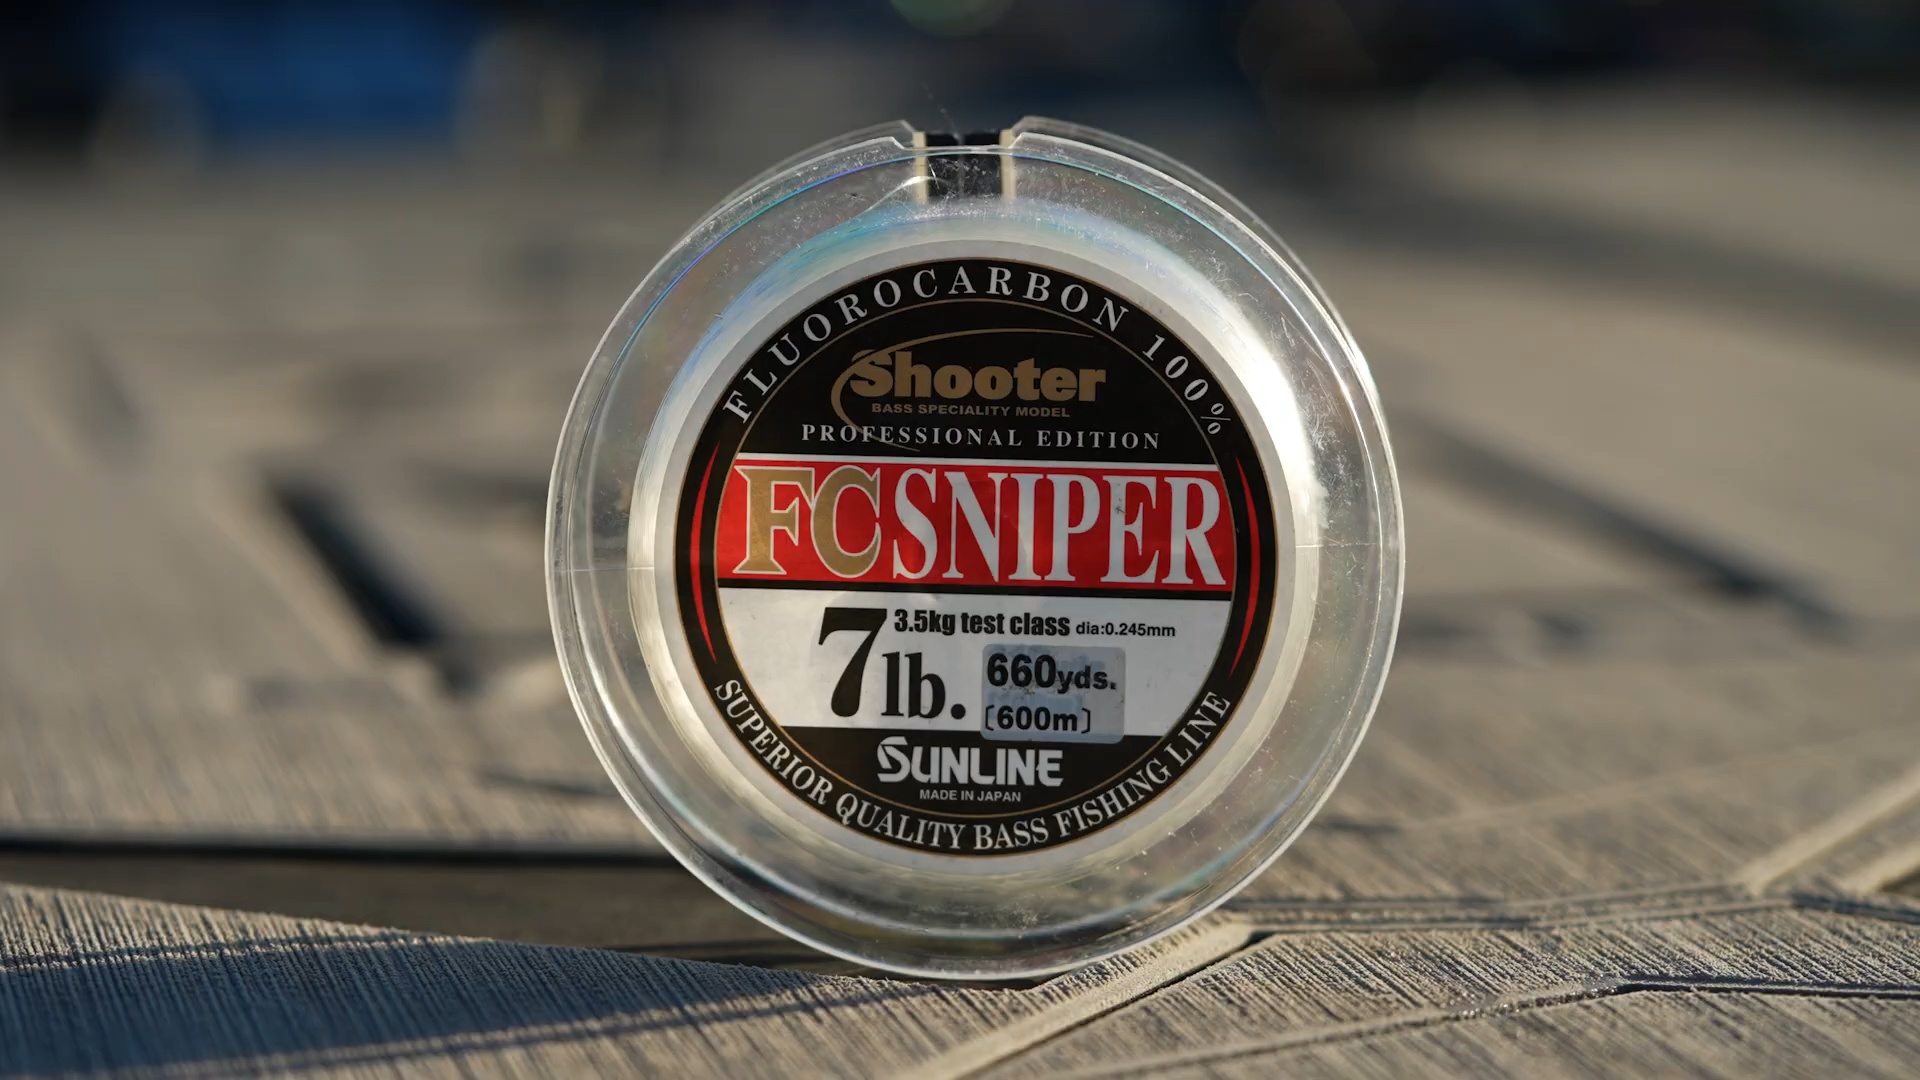 FLUOROCARBON 100%
Shooter
BASS SPECIALITY MODEL
PROFESSIONAL EDITION
FC SNIPER
3.5kg test class dia:0.245mm
7lb.
660yds.
[600m]
SUNLINE
MADE IN JAPAN
SUPERIOR QUALITY BASS FISHING LINE